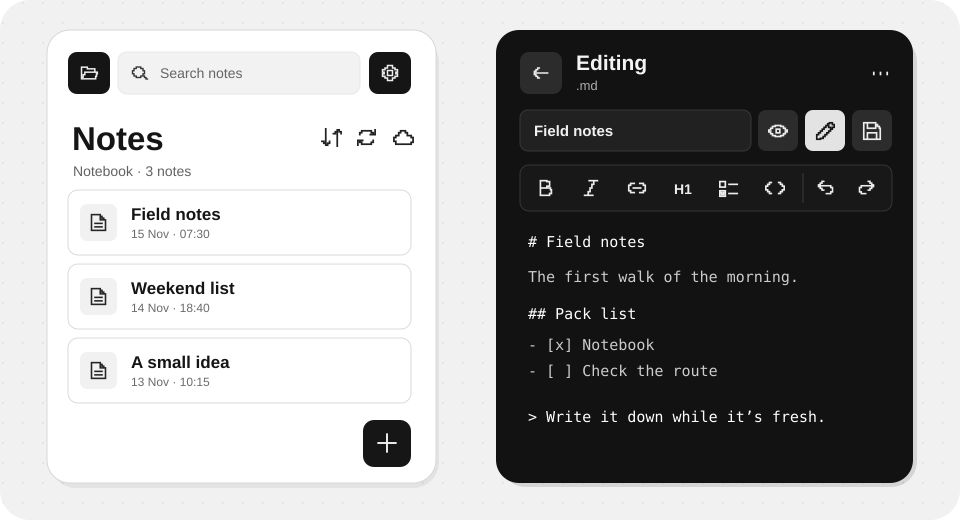 Search notes
Notes
Notebook · 3 notes
Field notes
15 Nov · 07:30
Weekend list
14 Nov · 18:40
A small idea
13 Nov · 10:15
Editing
.md
Field notes
B I H1
# Field notes
The first walk of the morning.
## Pack list
- [x] Notebook
- [ ] Check the route
> Write it down while it’s fresh.